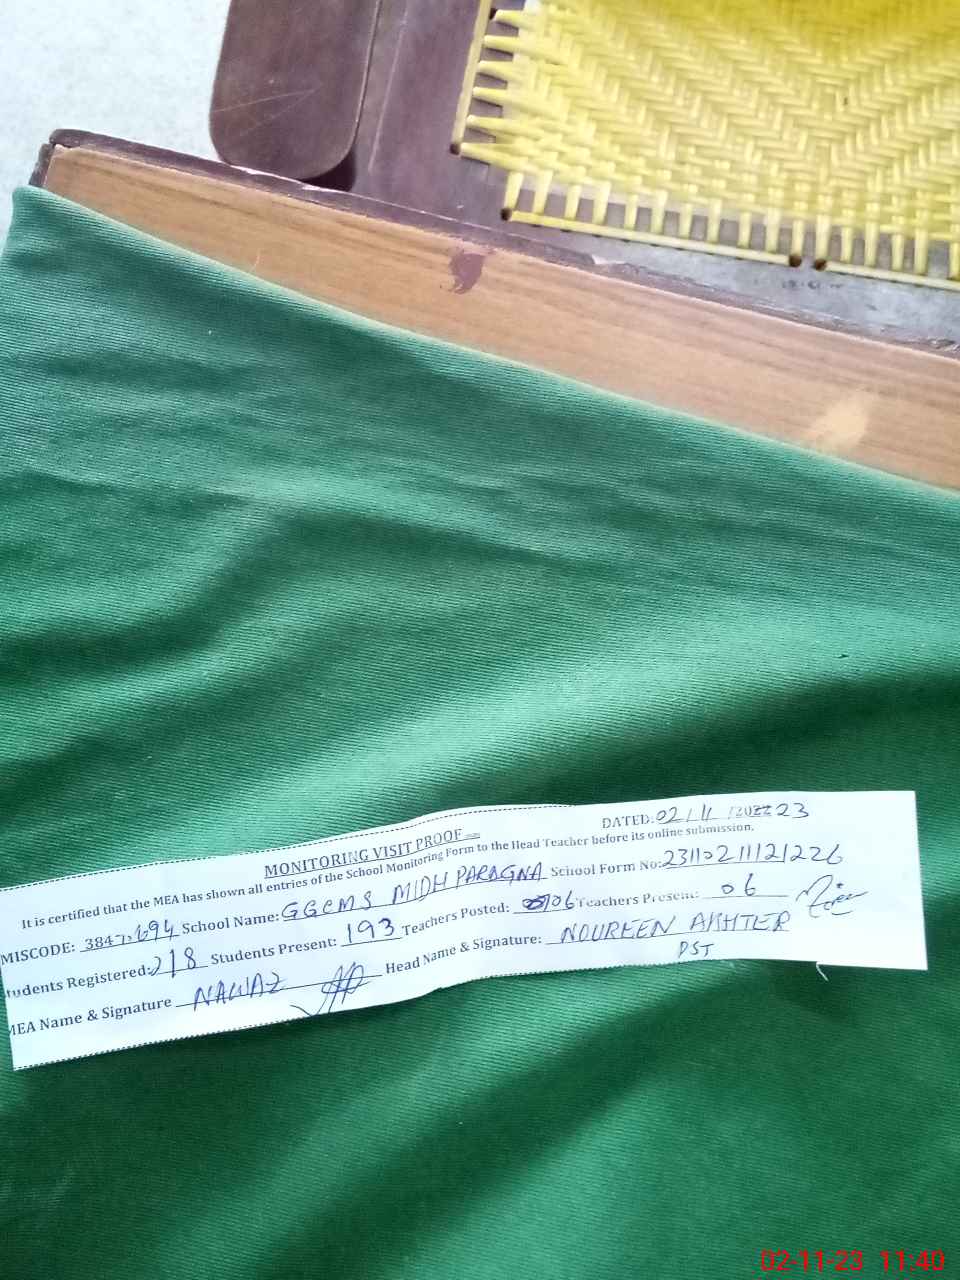 DATED: 02/11/2023
MONITORING VISIT PROOF
It is certified that the MEA has shown all entries of the School Monitoring Form to the Head Teacher before its online submission.
MISCODE: 384 694 School Name: GGCMS MIDH PARAGNA School Form No: 23110211121226
tudents Registered: 218 Students Present: 193 Teachers Posted: 06 Teachers Present: 06
MEA Name & Signature NAWAZ Head Name & Signature: NOUREEN AKHTER
PST
02-11-23 11:40